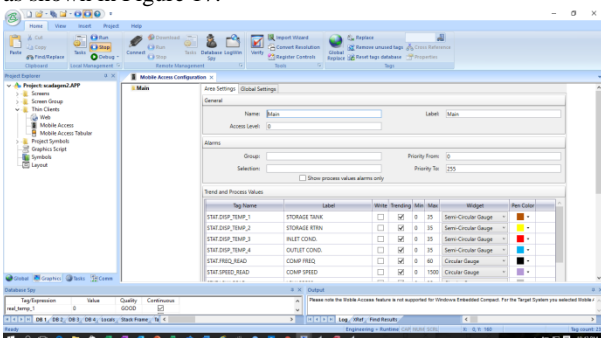 as shown in Figure 17.
Home View Insert Project Help
Paste
Cut
Copy
Find/Replace
Clipboard
Tasks
Run
Stop
Debug
Local Management
Connect
Download
Run
Stop
Tasks
Remote Management
Database Spy
LogWin
Verify
Import Wizard
Convert Resolution
Register Controls
Tools
Global Replace
Replace
Remove unused tags
Reset tags database
Cross Reference
Properties
Tags
Project Explorer
Project: scadagen2.APP
Screens
Screen Group
Thin Clients
Web
Mobile Access
Mobile Access Tabular
Project Symbols
Graphics Script
Symbols
Layout
Global Graphics Tasks Comm
Mobile Access Configuration
Main
Area Settings Global Settings
General
Name: Main Label: Main
Access Level: 0
Alarms
Group: Priority From: 0
Selection: Priority To: 255
Show process values alarms only
Trend and Process Values
Tag Name Label Write Trending Min Max Widget Pen Color
STAT.DISP_TEMP_1 STORAGE TANK 0 35 Semi-Circular Gauge
STAT.DISP_TEMP_2 STORAGE RTRN 0 35 Semi-Circular Gauge
STAT.DISP_TEMP_3 INLET COND. 0 35 Semi-Circular Gauge
STAT.DISP_TEMP_4 OUTLET COND. 0 35 Semi-Circular Gauge
STAT.FREQ_READ COMP FREQ 0 60 Circular Gauge
STAT.SPEED_READ COMP SPEED 0 1500 Circular Gauge
Database Spy
Tag/Expression Value Quality Continuous
real_temp_1 0 GOOD
DB 1 DB 2 DB 3 DB 4 Locals Stack Frame
Output
Please note the Mobile Access feature is not supported for Windows Embedded Compact. For the Target System you selected Mobile
Log XRef Find Results
Ready